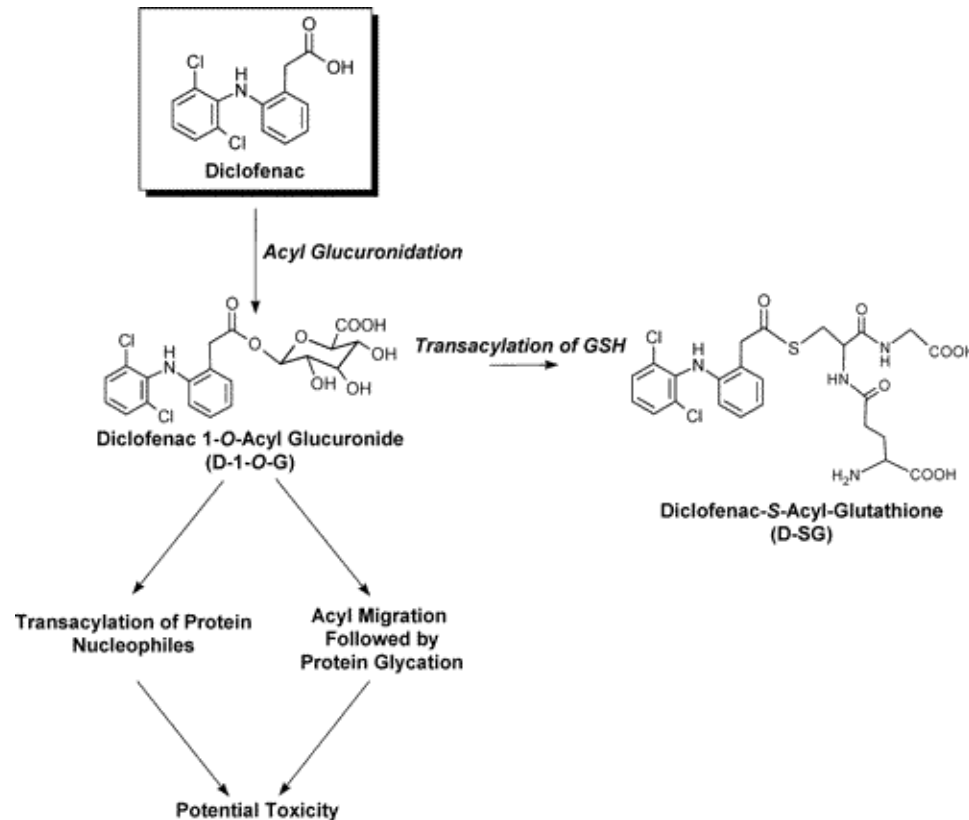 O
OH
Cl
H
N
Cl
Diclofenac
Acyl Glucuronidation
O
Cl
H
N
O
O
COOH
OH
OH
OH
Cl
Diclofenac 1-O-Acyl Glucuronide
(D-1-O-G)
Transacylation of GSH
O
O
Cl
H
N
S
N
H
COOH
HN
O
Cl
H2N
COOH
Diclofenac-S-Acyl-Glutathione
(D-SG)
Transacylation of Protein
Nucleophiles
Acyl Migration
Followed by
Protein Glycation
Potential Toxicity